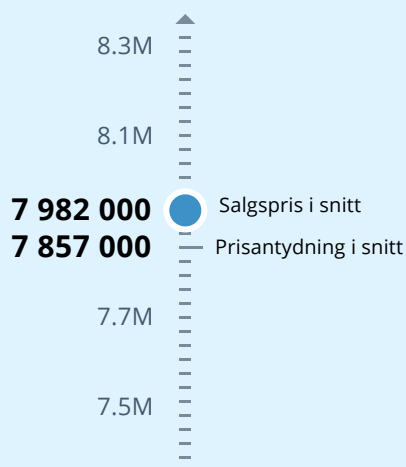 8.3M
8.1M
7 982 000 Salgspris i snitt
7 857 000 Prisantydning i snitt
7.7M
7.5M